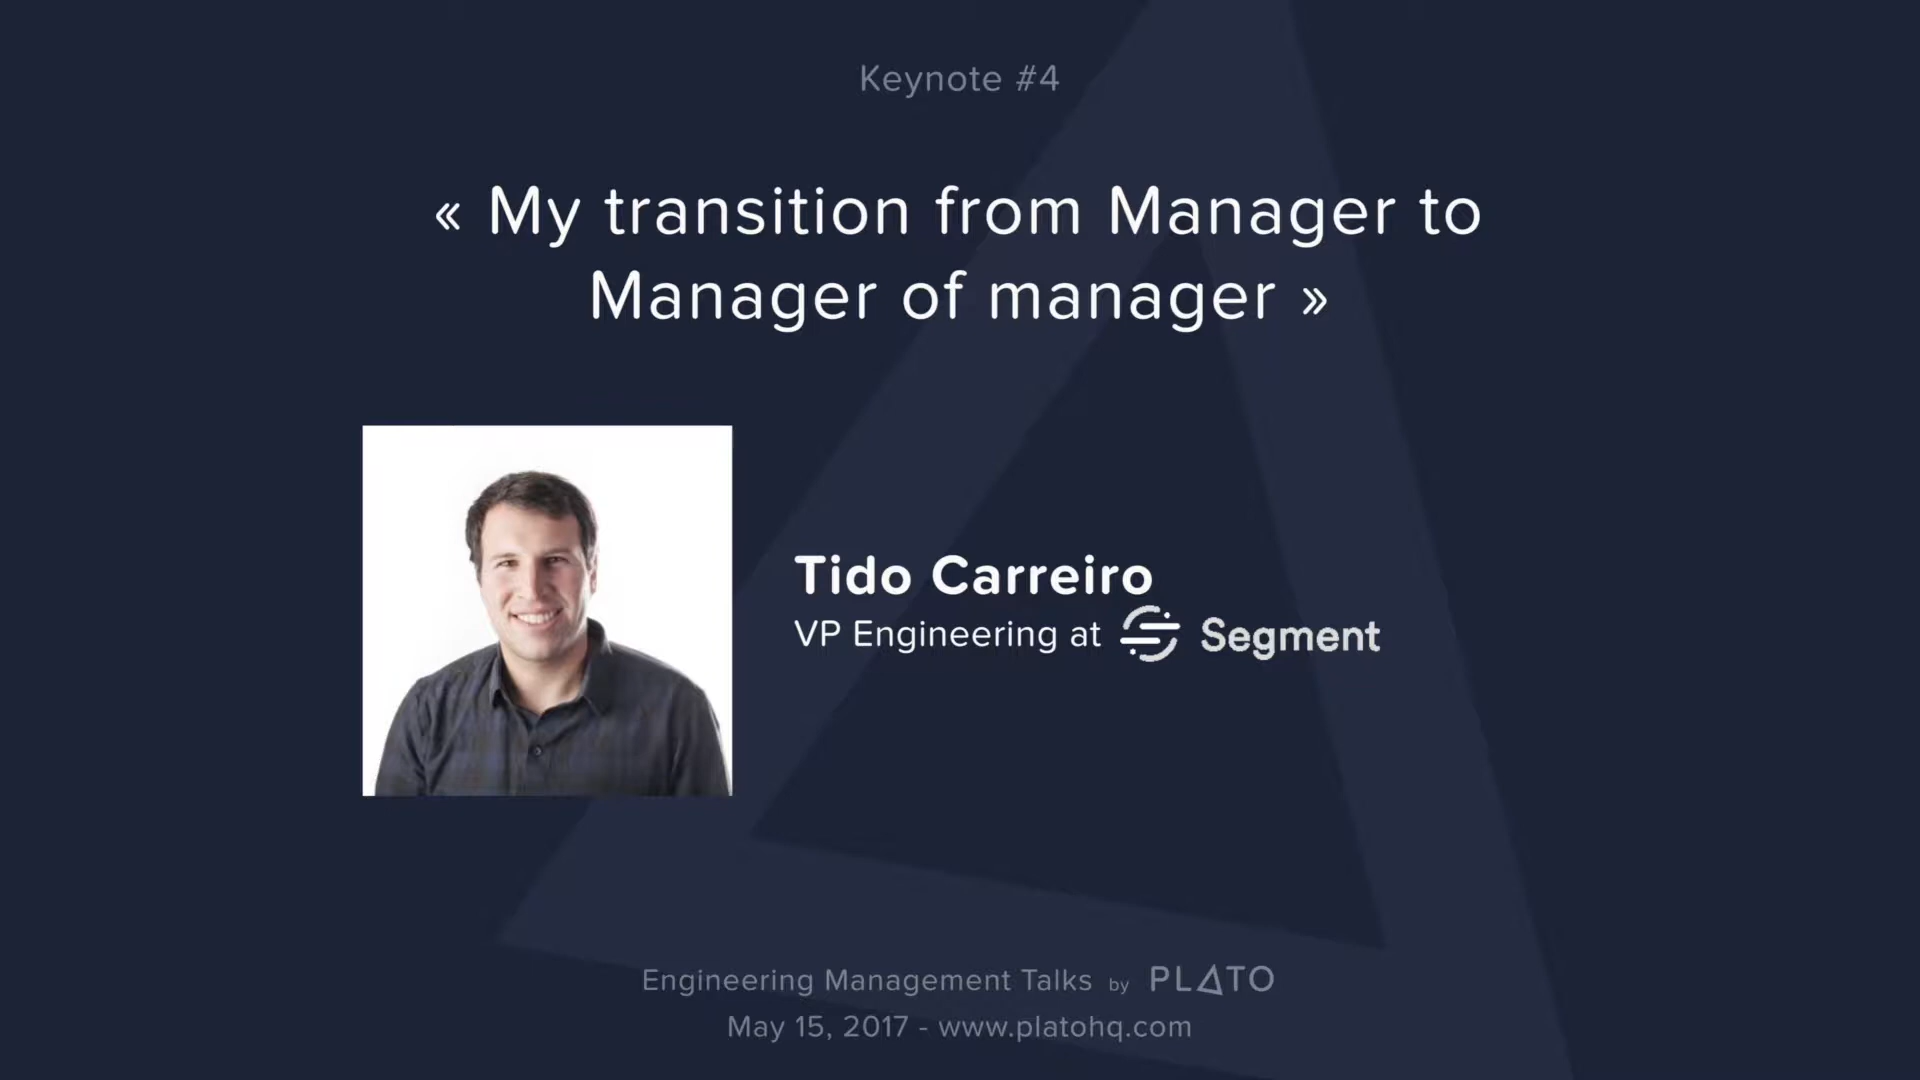 Keynote #4
« My transition from Manager to
Manager of manager »
Tido Carreiro
VP Engineering at Segment
Engineering Management Talks by PLATO
May 15, 2017 - www.platohq.com